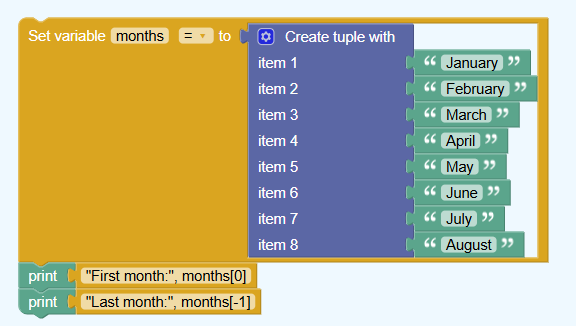 Set variable months = to Create tuple with
item 1 “ January ”
item 2 “ February ”
item 3 “ March ”
item 4 “ April ”
item 5 “ May ”
item 6 “ June ”
item 7 “ July ”
item 8 “ August ”
print "First month:", months[0]
print "Last month:", months[-1]